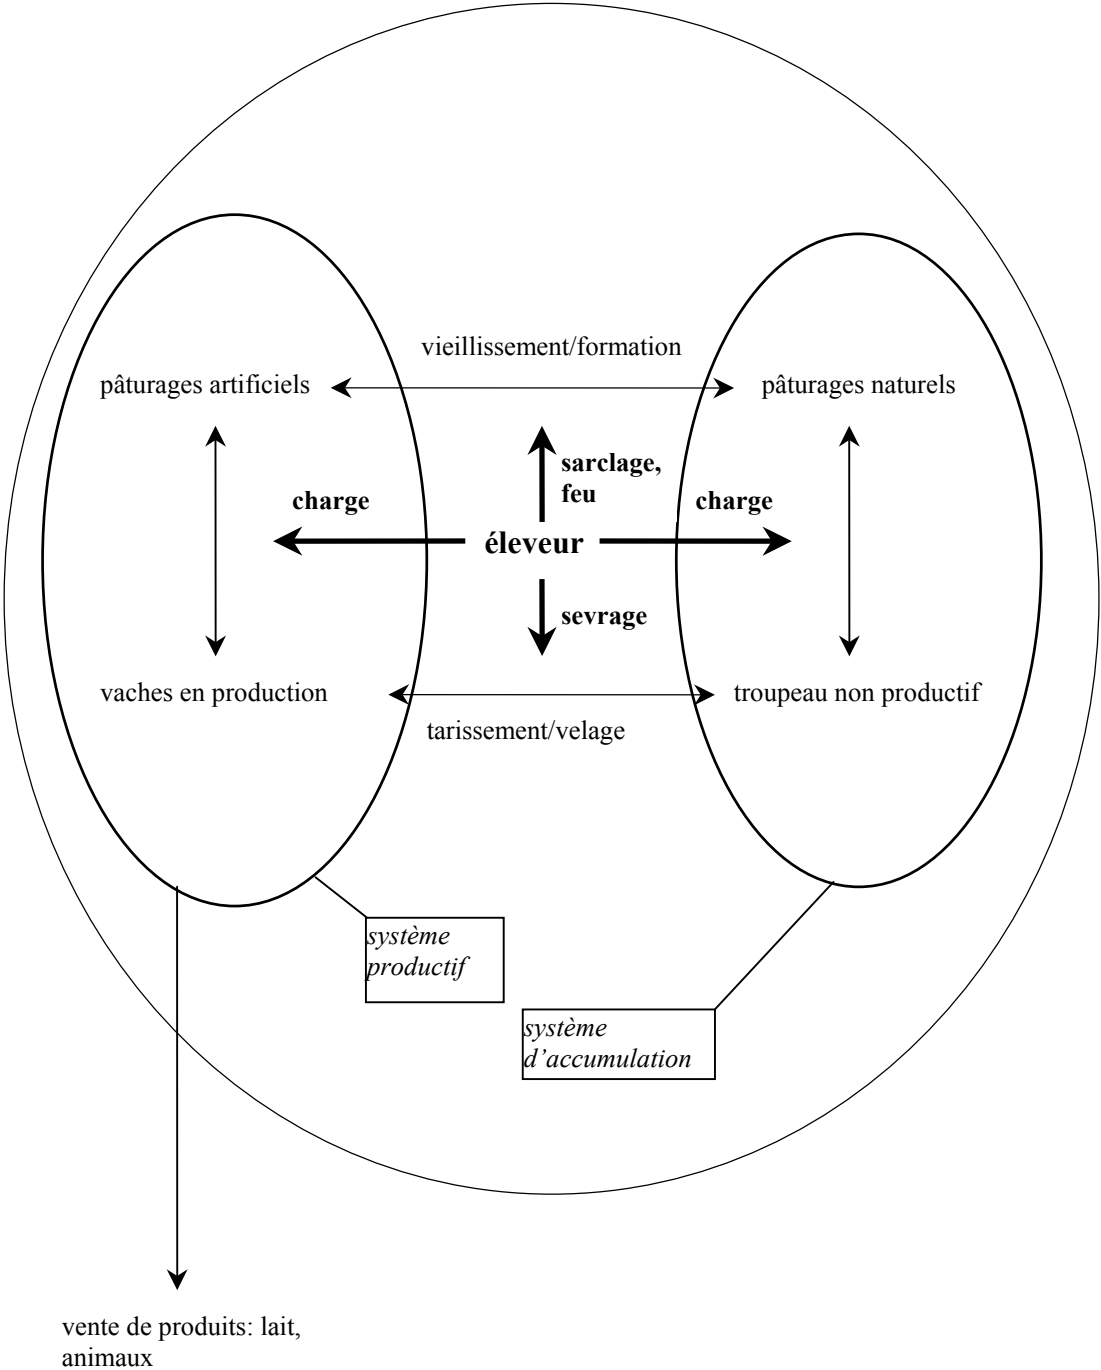 vieillissement/formation
pâturages artificiels
pâturages naturels
sarclage,
feu
charge
charge
éleveur
sevrage
vaches en production
troupeau non productif
tarissement/velage
système
productif
système
d’accumulation
vente de produits: lait,
animaux